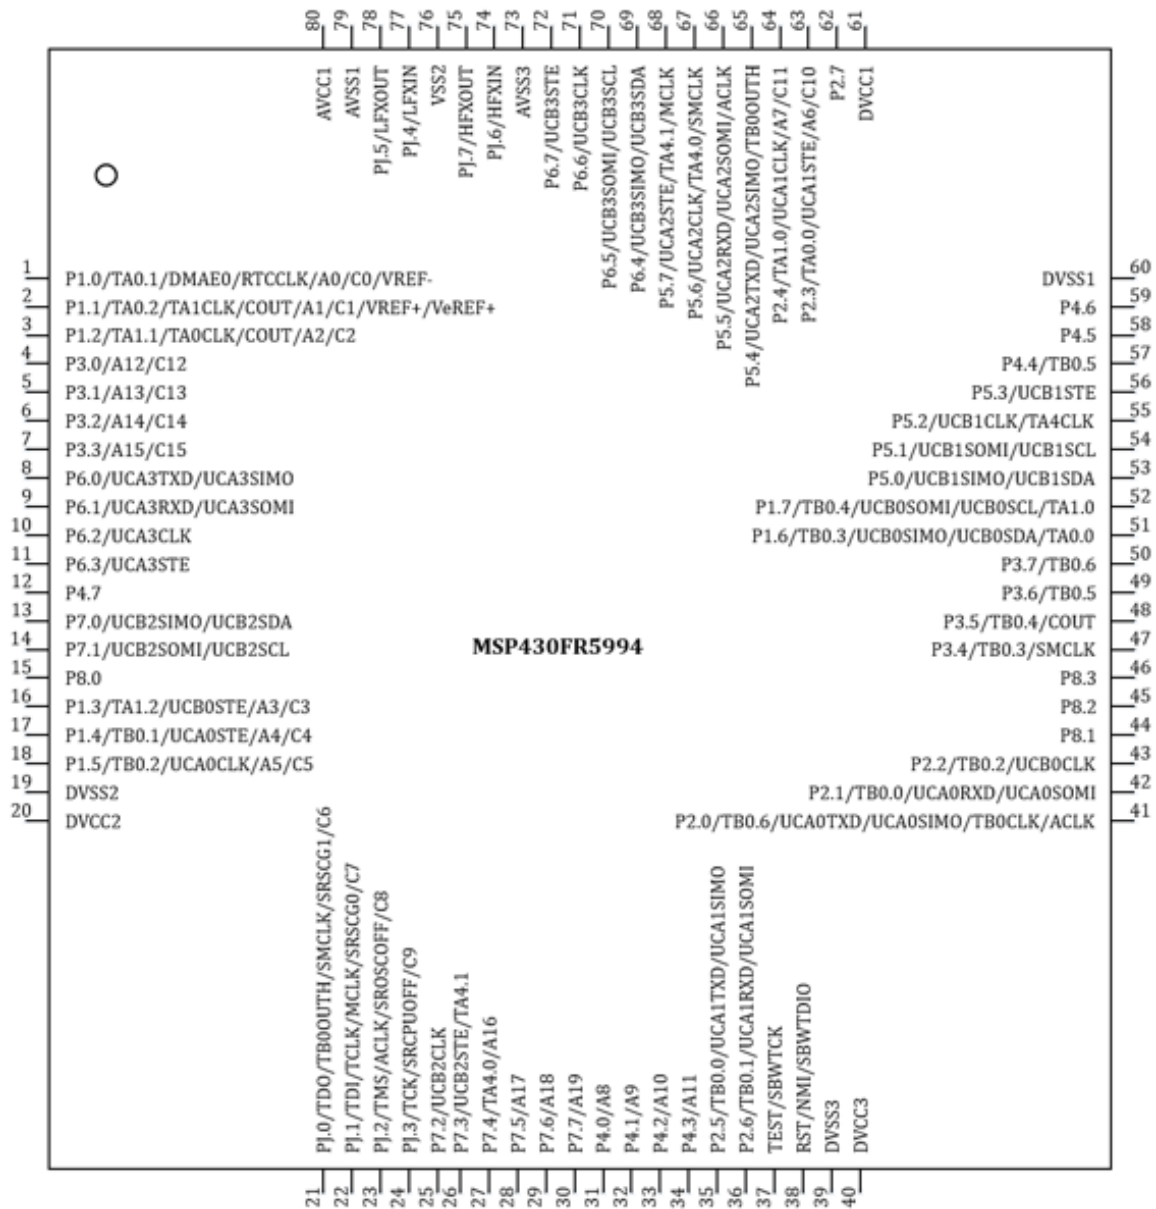 80
79
78
77
76
75
74
73
72
71
70
69
68
67
66
65
64
63
62
61
AVCC1
AVSS1
PJ.5/LFXOUT
PJ.4/LFXIN
VSS2
PJ.7/HFXOUT
PJ.6/HFXIN
AVSS3
P6.7/UCB3STE
P6.6/UCB3CLK
P6.5/UCB3SOMI/UCB3SCL
P6.4/UCB3SIMO/UCB3SDA
P5.7/UCA2STE/TA4.1/MCLK
P5.6/UCA2CLK/TA4.0/SMCLK
P5.5/UCA2RXD/UCA2SOMI/ACLK
P5.4/UCA2TXD/UCA2SIMO/TB0OUTH
P2.4/TA1.0/UCA1CLK/A7/C11
P2.3/TA0.0/UCA1STE/A6/C10
P2.7
DVCC1
1 P1.0/TA0.1/DMAE0/RTCCLK/A0/C0/VREF-
2 P1.1/TA0.2/TA1CLK/COUT/A1/C1/VREF+/VeREF+
3 P1.2/TA1.1/TA0CLK/COUT/A2/C2
4 P3.0/A12/C12
5 P3.1/A13/C13
6 P3.2/A14/C14
7 P3.3/A15/C15
8 P6.0/UCA3TXD/UCA3SIMO
9 P6.1/UCA3RXD/UCA3SOMI
10 P6.2/UCA3CLK
11 P6.3/UCA3STE
12 P4.7
13 P7.0/UCB2SIMO/UCB2SDA
14 P7.1/UCB2SOMI/UCB2SCL
15 P8.0
16 P1.3/TA1.2/UCB0STE/A3/C3
17 P1.4/TB0.1/UCA0STE/A4/C4
18 P1.5/TB0.2/UCA0CLK/A5/C5
19 DVSS2
20 DVCC2
MSP430FR5994
DVSS1 60
P4.6 59
P4.5 58
P4.4/TB0.5 57
P5.3/UCB1STE 56
P5.2/UCB1CLK/TA4CLK 55
P5.1/UCB1SOMI/UCB1SCL 54
P5.0/UCB1SIMO/UCB1SDA 53
P1.7/TB0.4/UCB0SOMI/UCB0SCL/TA1.0 52
P1.6/TB0.3/UCB0SIMO/UCB0SDA/TA0.0 51
P3.7/TB0.6 50
P3.6/TB0.5 49
P3.5/TB0.4/COUT 48
P3.4/TB0.3/SMCLK 47
P8.3 46
P8.2 45
P8.1 44
P2.2/TB0.2/UCB0CLK 43
P2.1/TB0.0/UCA0RXD/UCA0SOMI 42
P2.0/TB0.6/UCA0TXD/UCA0SIMO/TB0CLK/ACLK 41
PJ.0/TDO/TB0OUTH/SMCLK/SRSCG1/C6
PJ.1/TDI/TCLK/MCLK/SRSCG0/C7
PJ.2/TMS/ACLK/SROSCOFF/C8
PJ.3/TCK/SRCPUOFF/C9
P7.2/UCB2CLK
P7.3/UCB2STE/TA4.1
P7.4/TA4.0/A16
P7.5/A17
P7.6/A18
P7.7/A19
P4.0/A8
P4.1/A9
P4.2/A10
P4.3/A11
P2.5/TB0.0/UCA1TXD/UCA1SIMO
P2.6/TB0.1/UCA1RXD/UCA1SOMI
TEST/SBWTCK
RST/NMI/SBWTDIO
DVSS3
DVCC3
21
22
23
24
25
26
27
28
29
30
31
32
33
34
35
36
37
38
39
40